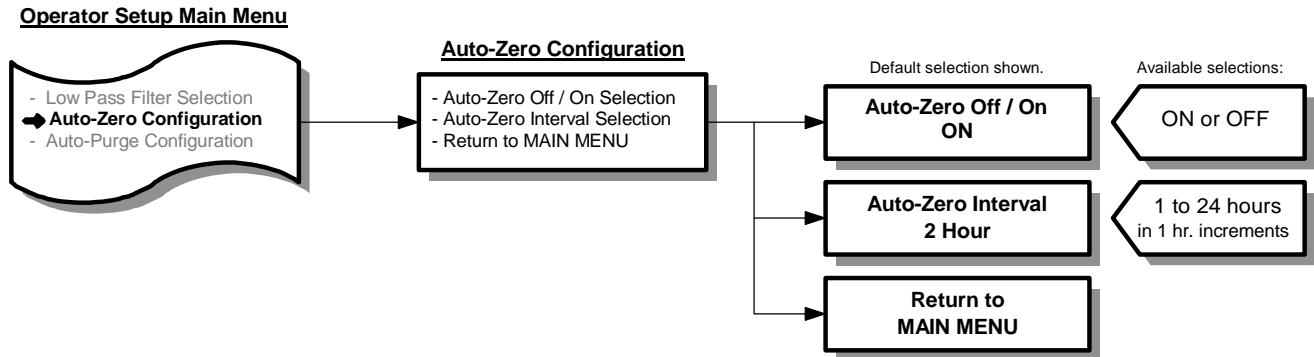 Operator Setup Main Menu
- Low Pass Filter Selection
Auto-Zero Configuration
- Auto-Purge Configuration
Auto-Zero Configuration
- Auto-Zero Off / On Selection
- Auto-Zero Interval Selection
- Return to MAIN MENU
Default selection shown.
Auto-Zero Off / On
ON
Auto-Zero Interval
2 Hour
Return to
MAIN MENU
Available selections:
ON or OFF
1 to 24 hours
in 1 hr. increments